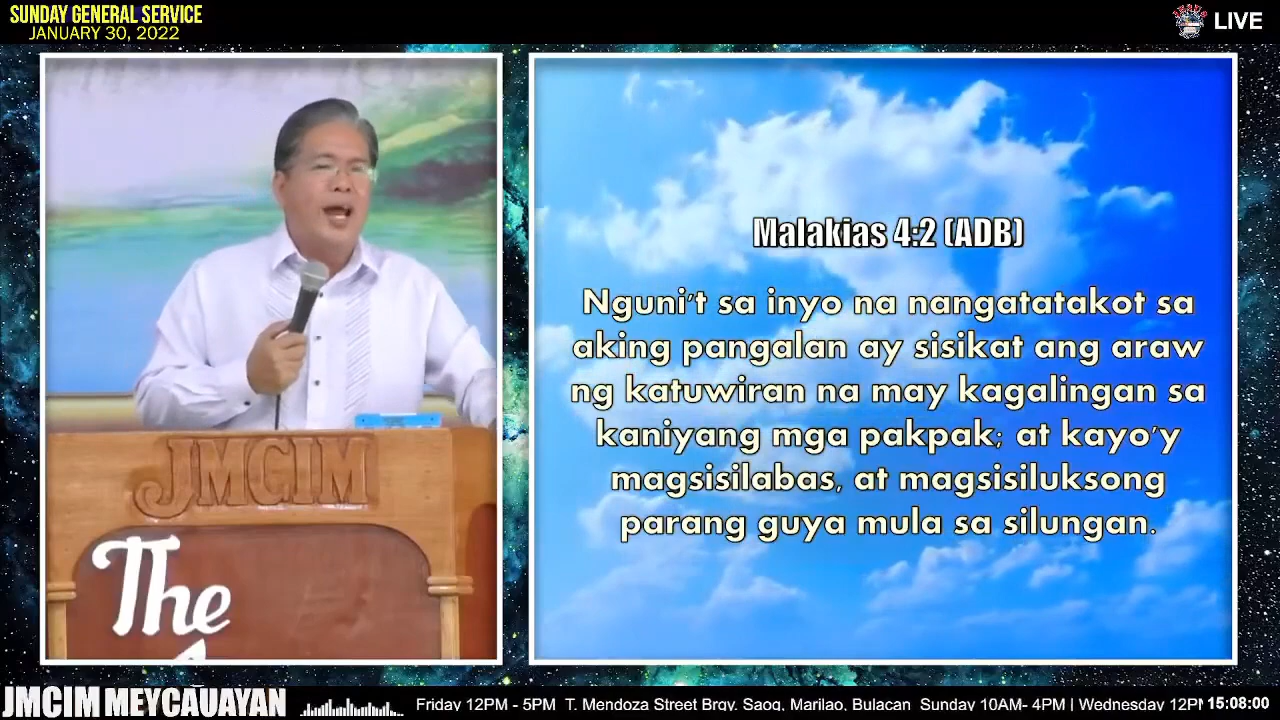 SUNDAY GENERAL SERVICE
JANUARY 30, 2022
LIVE
Malakias 4:2 (ADB)
Nguni't sa inyo na nangatatakot sa
aking pangalan ay sisikat ang araw
ng katuwiran na may kagalingan sa
kaniyang mga pakpak; at kayo'y
magsisilabas, at magsisiluksong
parang guya mula sa silungan.
JMCIM
The
JMCIM MEYCAUAYAN
Friday 12PM - 5PM T. Mendoza Street Brgy. Saog, Marilao, Bulacan Sunday 10AM- 4PM | Wednesday 12P
15:08:00